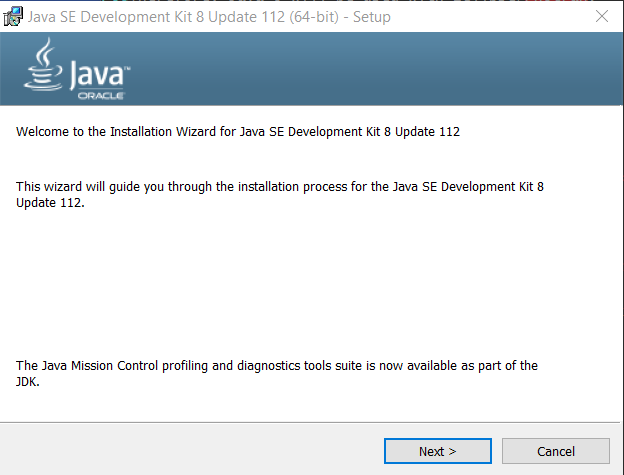 Java SE Development Kit 8 Update 112 (64-bit) - Setup
Java™
ORACLE
Welcome to the Installation Wizard for Java SE Development Kit 8 Update 112
This wizard will guide you through the installation process for the Java SE Development Kit 8
Update 112.
The Java Mission Control profiling and diagnostics tools suite is now available as part of the
JDK.
Next >
Cancel